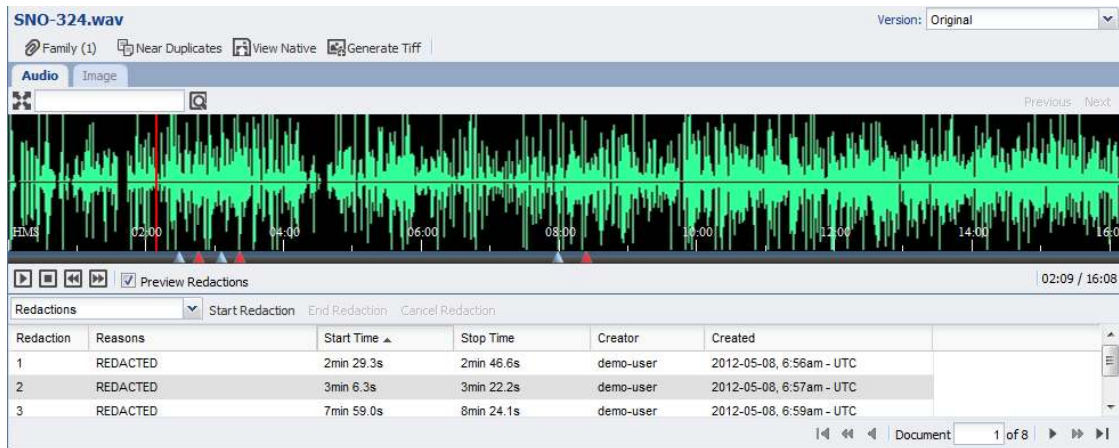 SNO-324.wav Version: Original
Family (1) Near Duplicates View Native Generate Tiff
Audio Image
Previous Next
HMS 02:00 04:00 06:00 08:00 10:00 12:00 14:00 16:0
Preview Redactions 02:09 / 16:08
Redactions Start Redaction End Redaction Cancel Redaction
Redaction Reasons Start Time Stop Time Creator Created
1 REDACTED 2min 29.3s 2min 46.6s demo-user 2012-05-08, 6:56am - UTC
2 REDACTED 3min 6.3s 3min 22.2s demo-user 2012-05-08, 6:57am - UTC
3 REDACTED 7min 59.0s 8min 24.1s demo-user 2012-05-08, 6:59am - UTC
Document 1 of 8